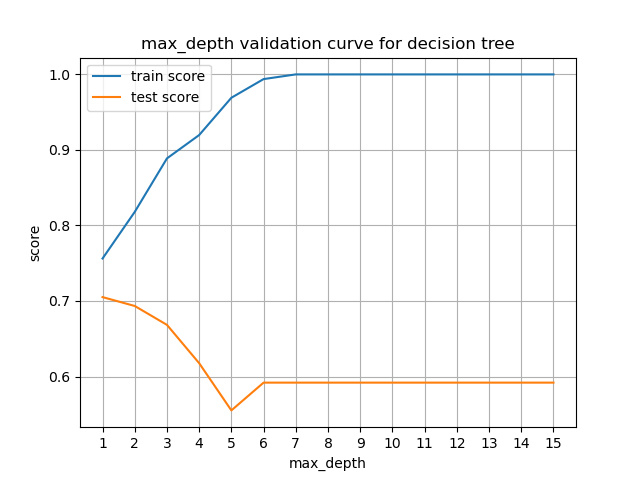 max_depth validation curve for decision tree
train score
test score
1.0
0.9
0.8
0.7
0.6
score
1 2 3 4 5 6 7 8 9 10 11 12 13 14 15
max_depth